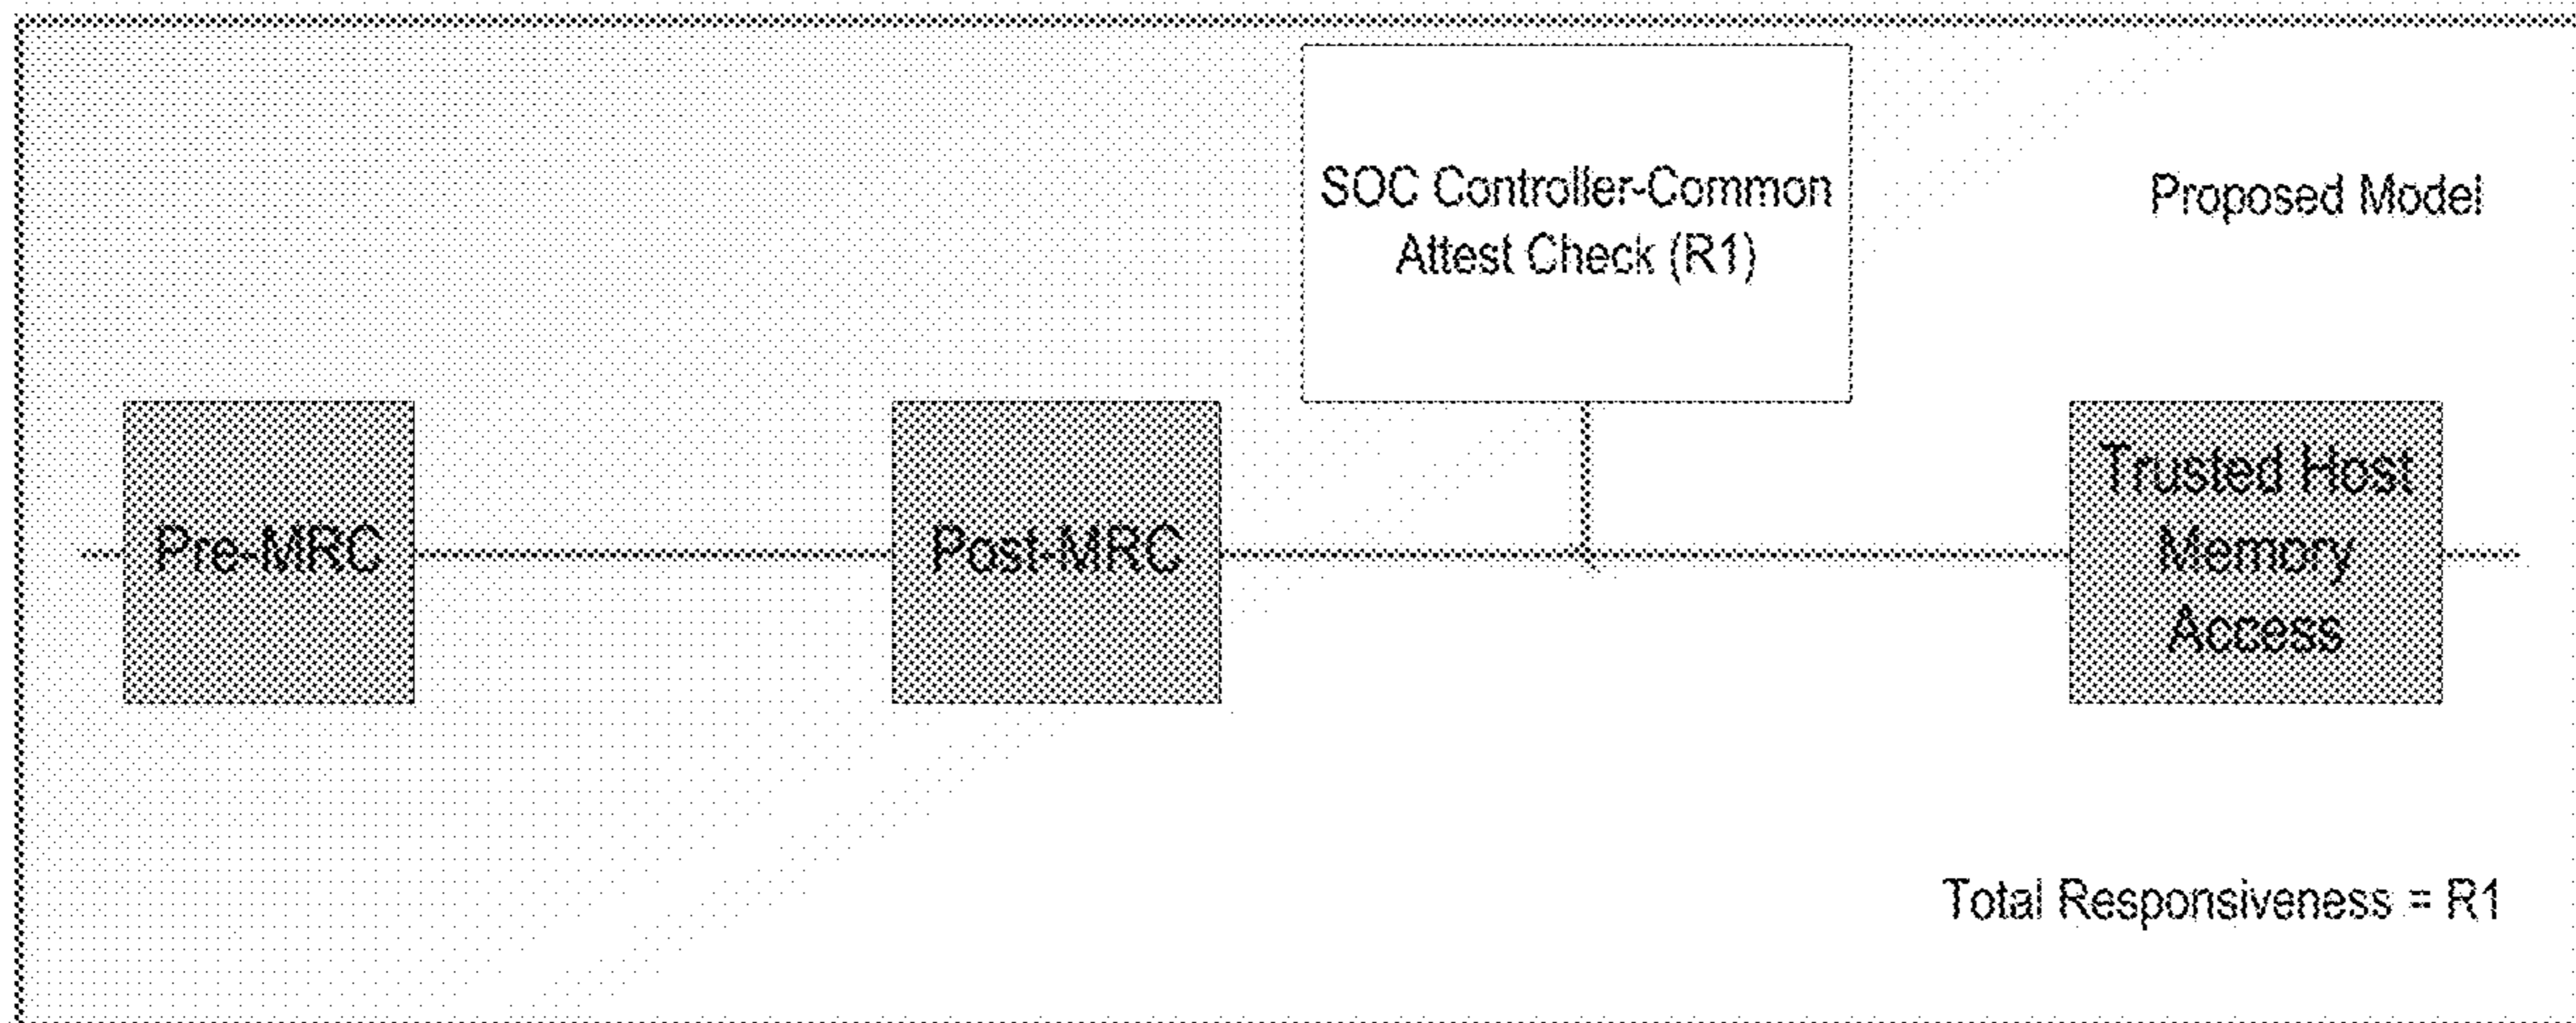 SOC Controller-Common
Attest Check (R1)
Proposed Model
Pre-MRC
Post-MRC
Trusted Host
Memory
Access
Total Responsiveness = R1